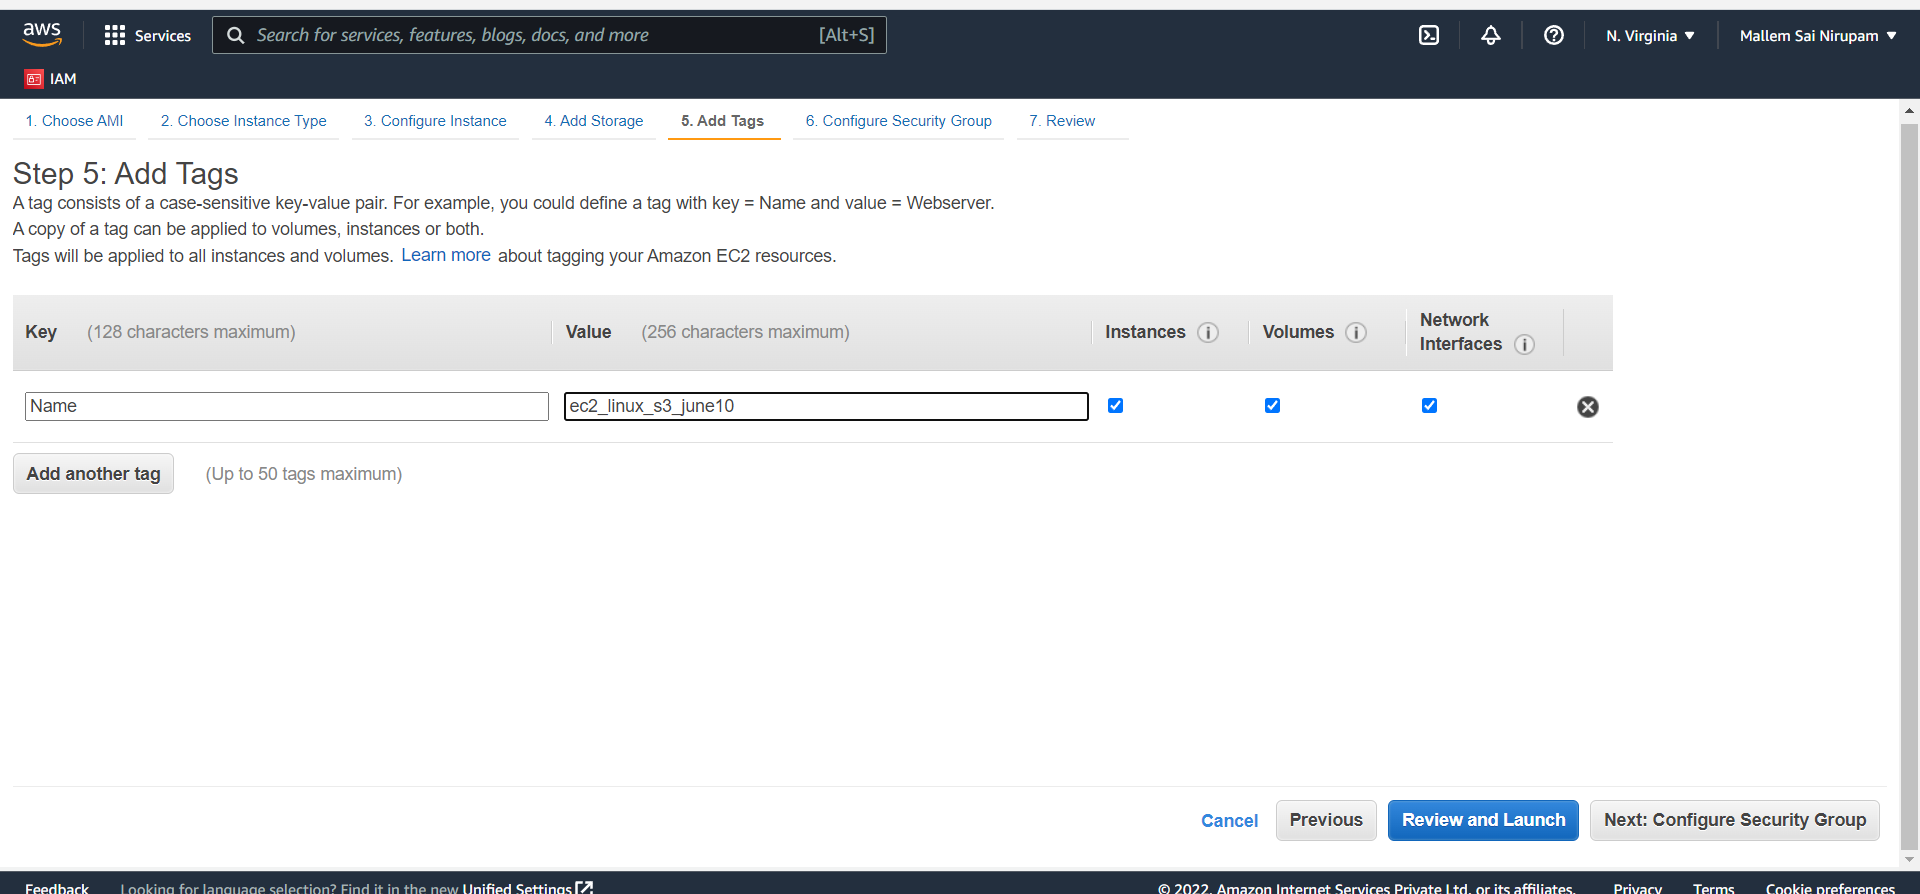 aws
Services
Search for services, features, blogs, docs, and more [Alt+S]
N. Virginia
Mallem Sai Nirupam
IAM
1. Choose AMI 2. Choose Instance Type 3. Configure Instance 4. Add Storage 5. Add Tags 6. Configure Security Group 7. Review
Step 5: Add Tags
A tag consists of a case-sensitive key-value pair. For example, you could define a tag with key = Name and value = Webserver.
A copy of a tag can be applied to volumes, instances or both.
Tags will be applied to all instances and volumes. Learn more about tagging your Amazon EC2 resources.
Key (128 characters maximum) Value (256 characters maximum) Instances i Volumes i Network Interfaces i
Name ec2_linux_s3_june10
Add another tag (Up to 50 tags maximum)
Cancel Previous Review and Launch Next: Configure Security Group
Feedback Looking for language selection? Find it in the new Unified Settings © 2022, Amazon Internet Services Private Ltd. or its affiliates. Privacy Terms Cookie preferences